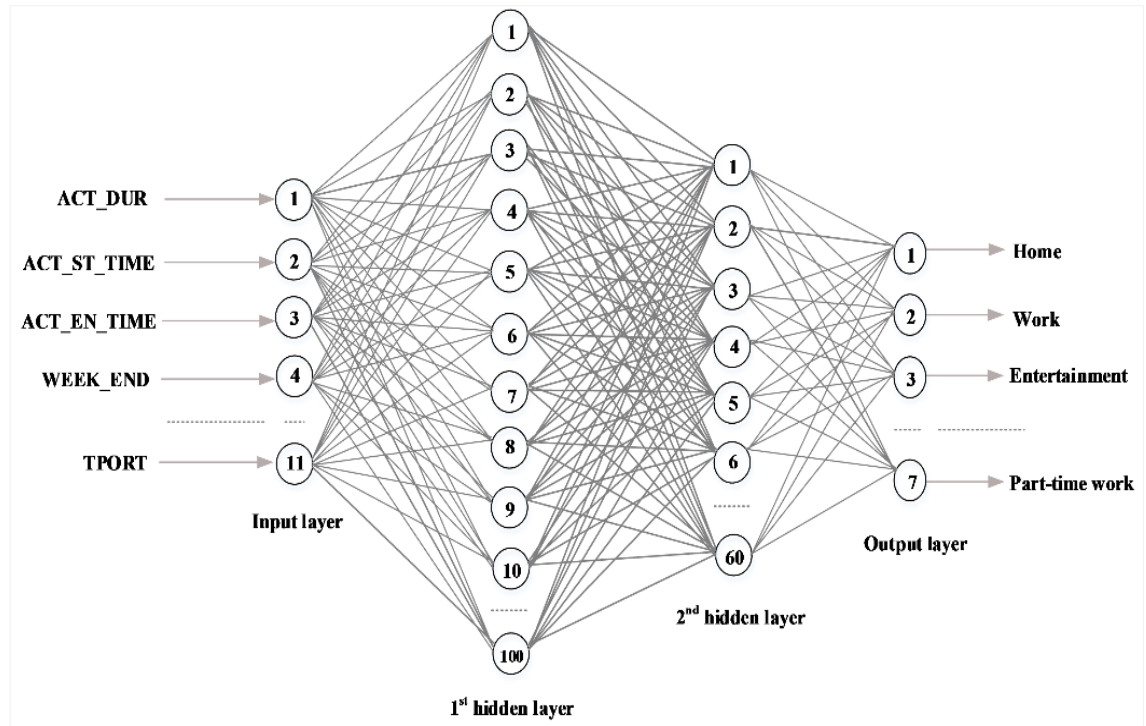 ACT_DUR
ACT_ST_TIME
ACT_EN_TIME
WEEK_END
TPORT
1
2
3
4
11
Input layer
1
2
3
4
5
6
7
8
9
10
100
1st hidden layer
1
2
3
4
5
6
60
2nd hidden layer
1
2
3
7
Output layer
Home
Work
Entertainment
Part-time work